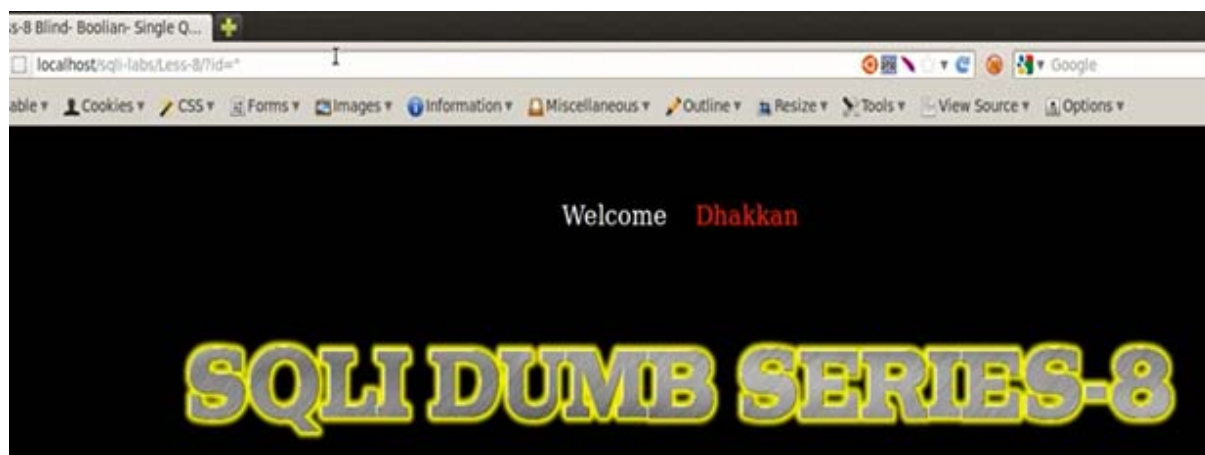 s-8 Blind- Boolian- Single Q...
localhost/sqli-labs/Less-8/?id=" Google
able Cookies CSS Forms Images Information Miscellaneous Outline Resize Tools View Source Options
Welcome Dhakkan
SQLI DUMB SERIES-8